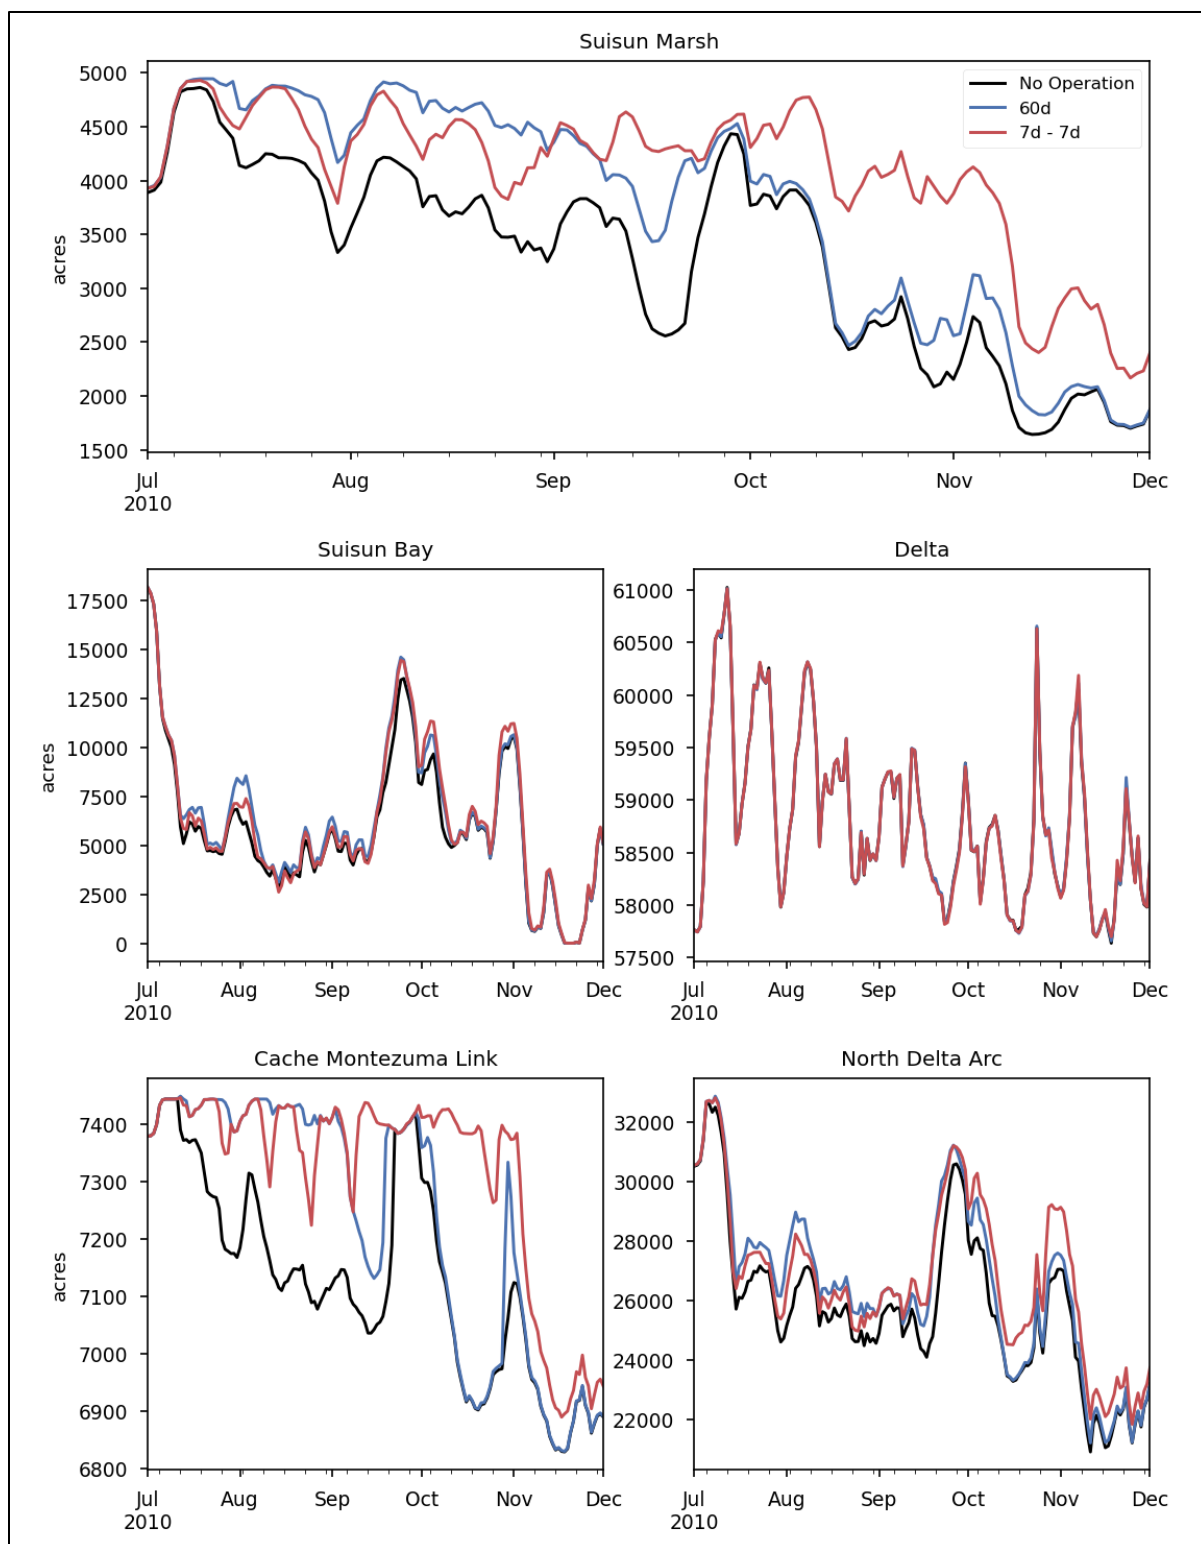 Suisun Marsh
5000
4500
4000
3500
3000
2500
2000
1500
acres
No Operation
60d
7d - 7d
Jul
2010
Aug
Sep
Oct
Nov
Dec
Suisun Bay
17500
15000
12500
10000
7500
5000
2500
0
acres
Jul
2010
Aug
Sep
Oct
Nov
Dec
Delta
61000
60500
60000
59500
59000
58500
58000
57500
Jul
2010
Aug
Sep
Oct
Nov
Dec
Cache Montezuma Link
7400
7300
7200
7100
7000
6900
6800
acres
Jul
2010
Aug
Sep
Oct
Nov
Dec
North Delta Arc
32000
30000
28000
26000
24000
22000
Jul
2010
Aug
Sep
Oct
Nov
Dec